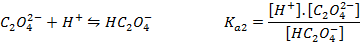 C₂O₄²⁻ + H⁺ ⇋ HC₂O₄⁻    Kₐ₂ = [H⁺].[C₂O₄²⁻] / [HC₂O₄⁻]